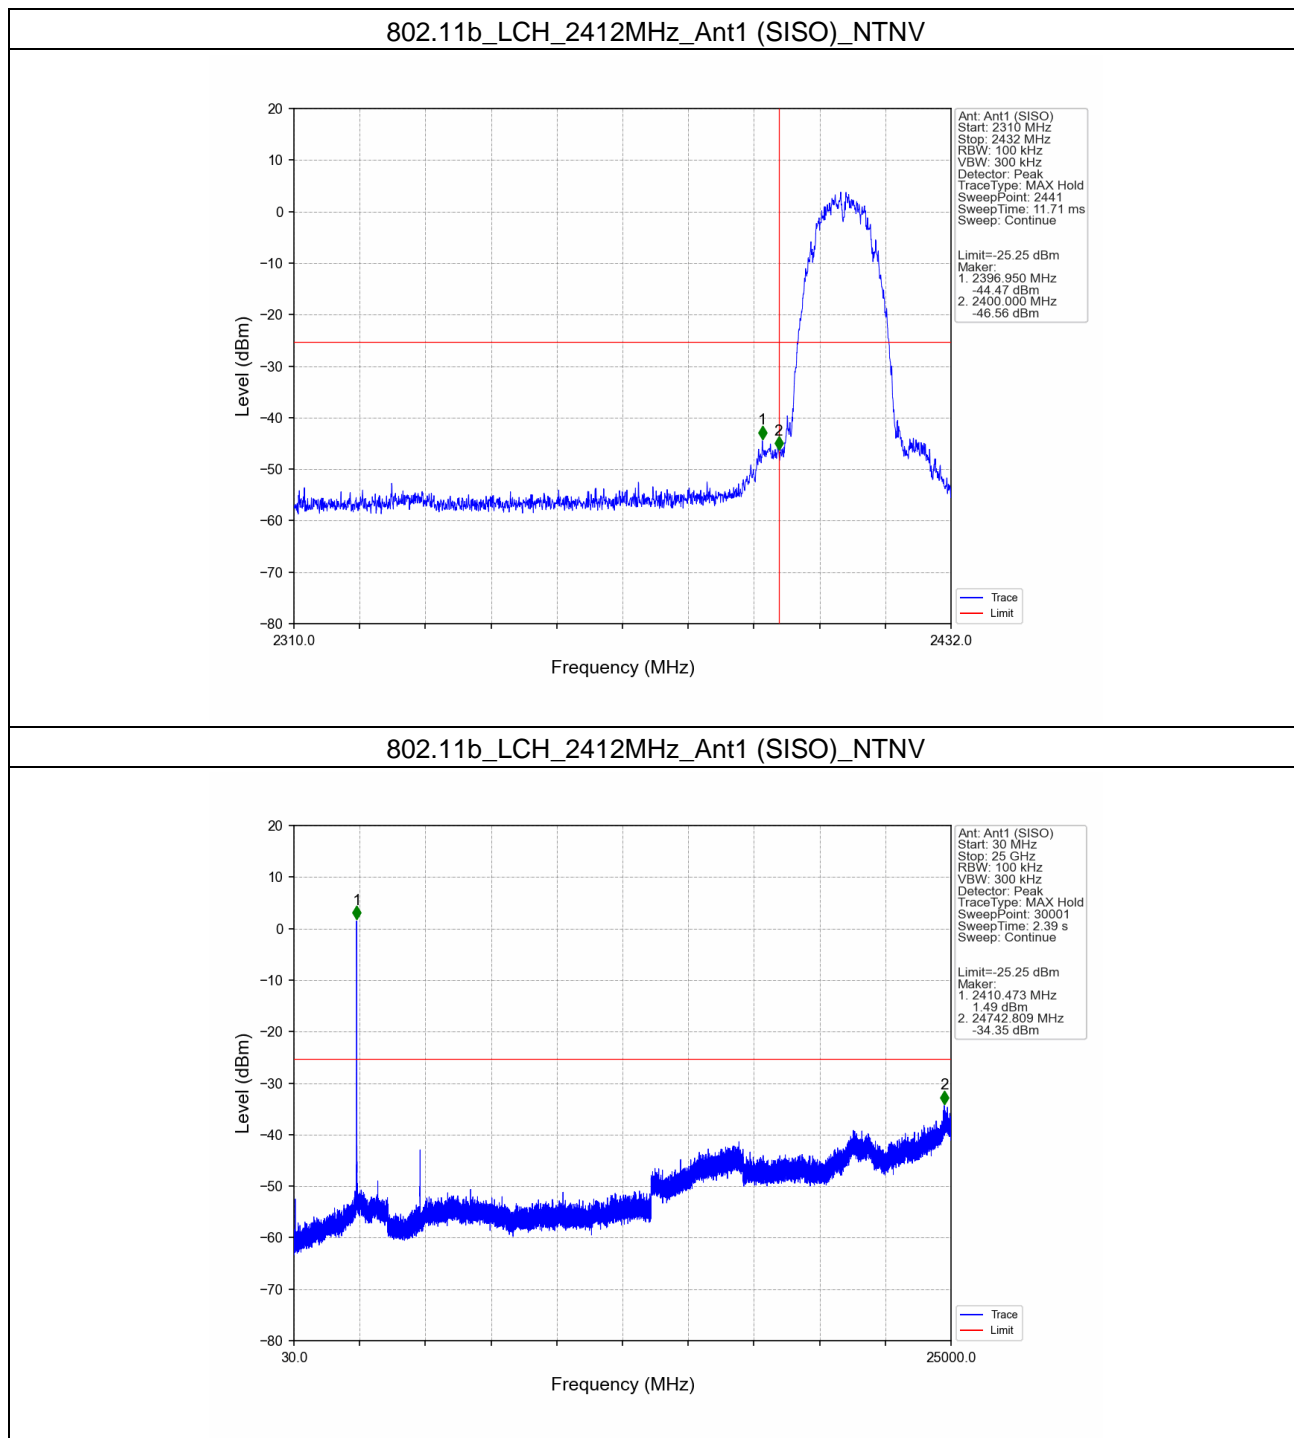 802.11b_LCH_2412MHz_Ant1 (SISO)_NTNV
20
10
0
−10
−20
−30
−40
−50
−60
−70
−80
Level (dBm)
1
2
2310.0
2432.0
Frequency (MHz)
Ant: Ant1 (SISO)
Start: 2310 MHz
Stop: 2432 MHz
RBW: 100 kHz
VBW: 300 kHz
Detector: Peak
TraceType: MAX Hold
SweepPoint: 2441
SweepTime: 11.71 ms
Sweep: Continue
Limit=-25.25 dBm
Maker:
1. 2396.950 MHz
-44.47 dBm
2. 2400.000 MHz
-46.56 dBm
Trace
Limit
802.11b_LCH_2412MHz_Ant1 (SISO)_NTNV
20
10
0
−10
−20
−30
−40
−50
−60
−70
−80
Level (dBm)
1
2
30.0
25000.0
Frequency (MHz)
Ant: Ant1 (SISO)
Start: 30 MHz
Stop: 25 GHz
RBW: 100 kHz
VBW: 300 kHz
Detector: Peak
TraceType: MAX Hold
SweepPoint: 30001
SweepTime: 2.39 s
Sweep: Continue
Limit=-25.25 dBm
Maker:
1. 2410.473 MHz
1.49 dBm
2. 24742.809 MHz
-34.35 dBm
Trace
Limit